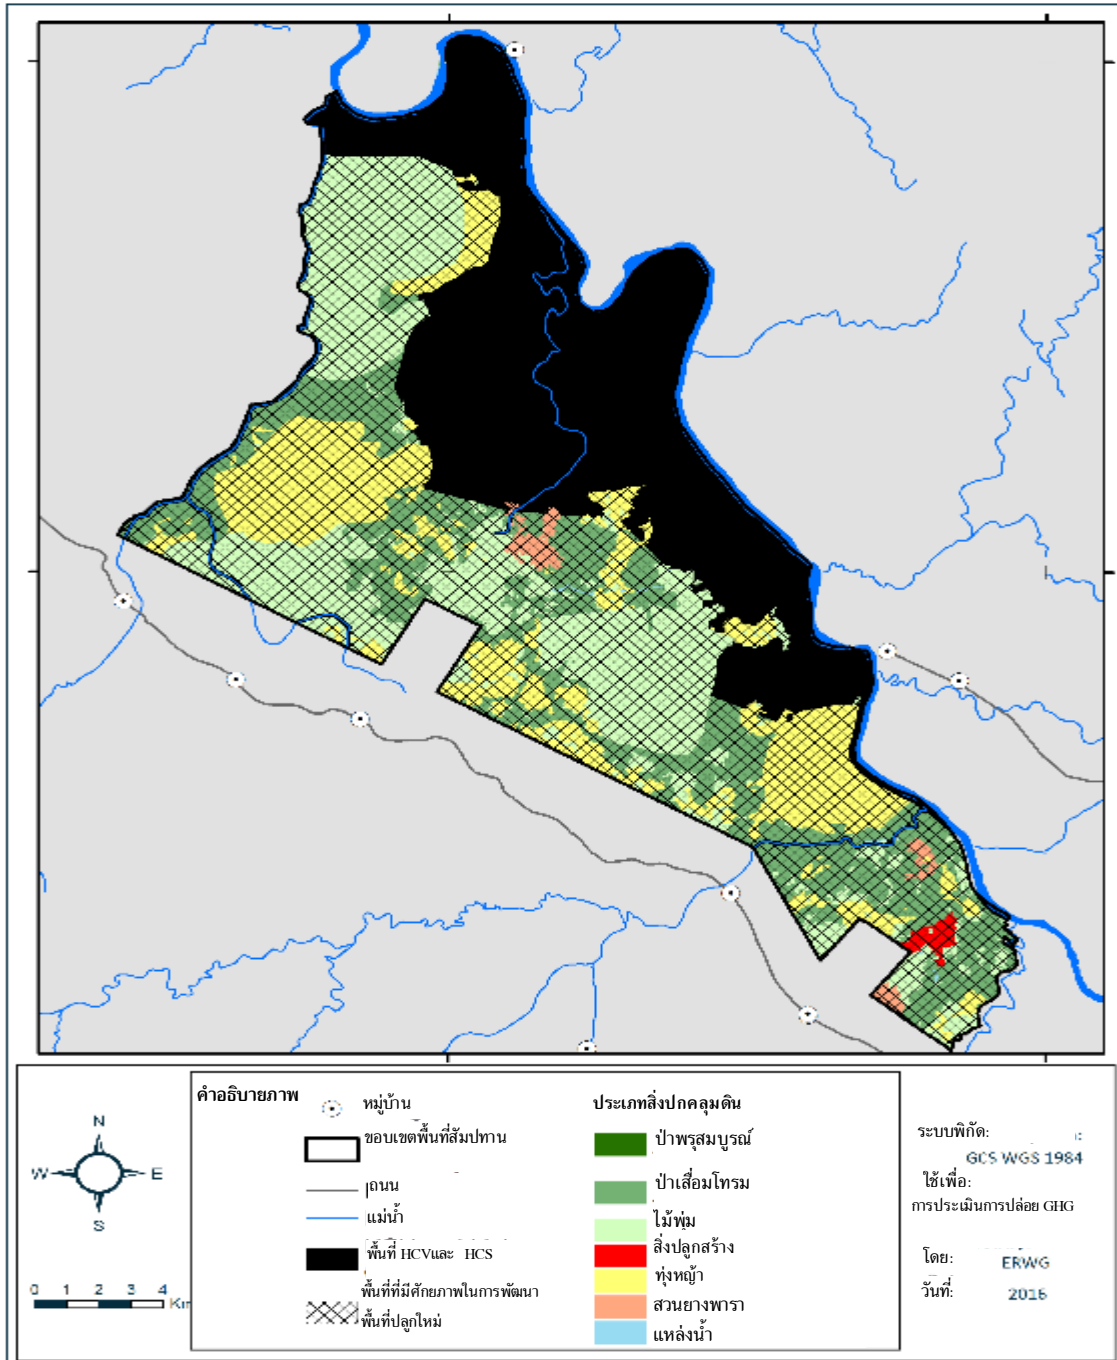 คำอธิบายภาพ
หมู่บ้าน
ขอบเขตพื้นที่สัมปทาน
ถนน
แม่น้ำ
พื้นที่ HCVและ HCS
พื้นที่ที่มีศักยภาพในการพัฒนา
พื้นที่ปลูกใหม่
ประเภทสิ่งปกคลุมดิน
ป่าพรุสมบูรณ์
ป่าเสื่อมโทรม
ไม้พุ่ม
สิ่งปลูกสร้าง
ทุ่งหญ้า
สวนยางพารา
แหล่งน้ำ
ระบบพิกัด:
GCS WGS 1984
ใช้เพื่อ:
การประเมินการปล่อย GHG
โดย:
ERWG
วันที่:
2016
N
W E
S
0 1 2 3 4